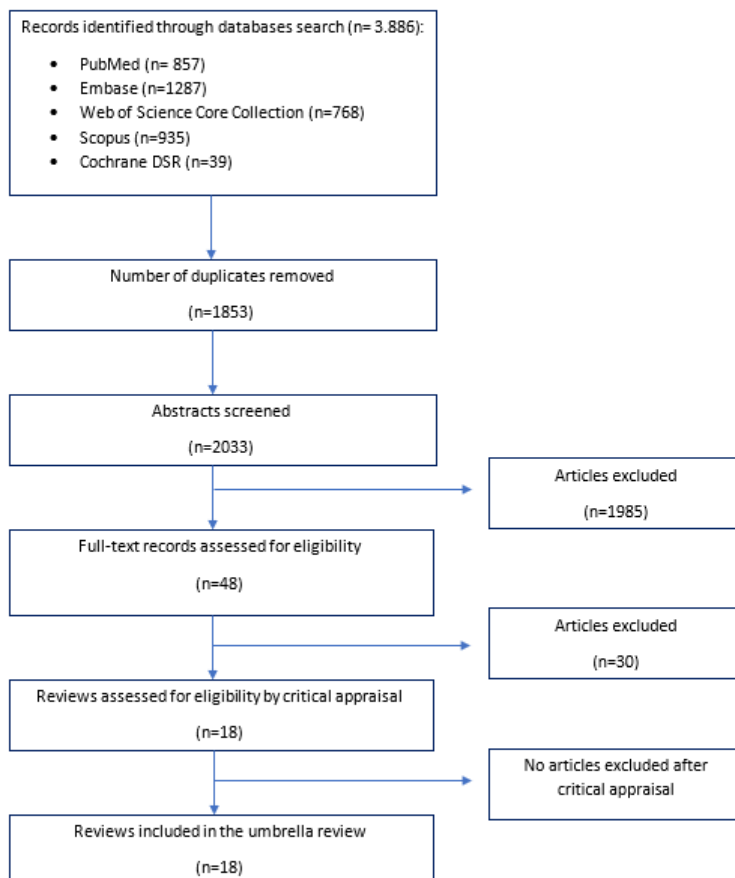 Records identified through databases search (n= 3.886):
• PubMed (n= 857)
• Embase (n=1287)
• Web of Science Core Collection (n=768)
• Scopus (n=935)
• Cochrane DSR (n=39)
Number of duplicates removed
(n=1853)
Abstracts screened
(n=2033)
Articles excluded
(n=1985)
Full-text records assessed for eligibility
(n=48)
Articles excluded
(n=30)
Reviews assessed for eligibility by critical appraisal
(n=18)
No articles excluded after
critical appraisal
Reviews included in the umbrella review
(n=18)